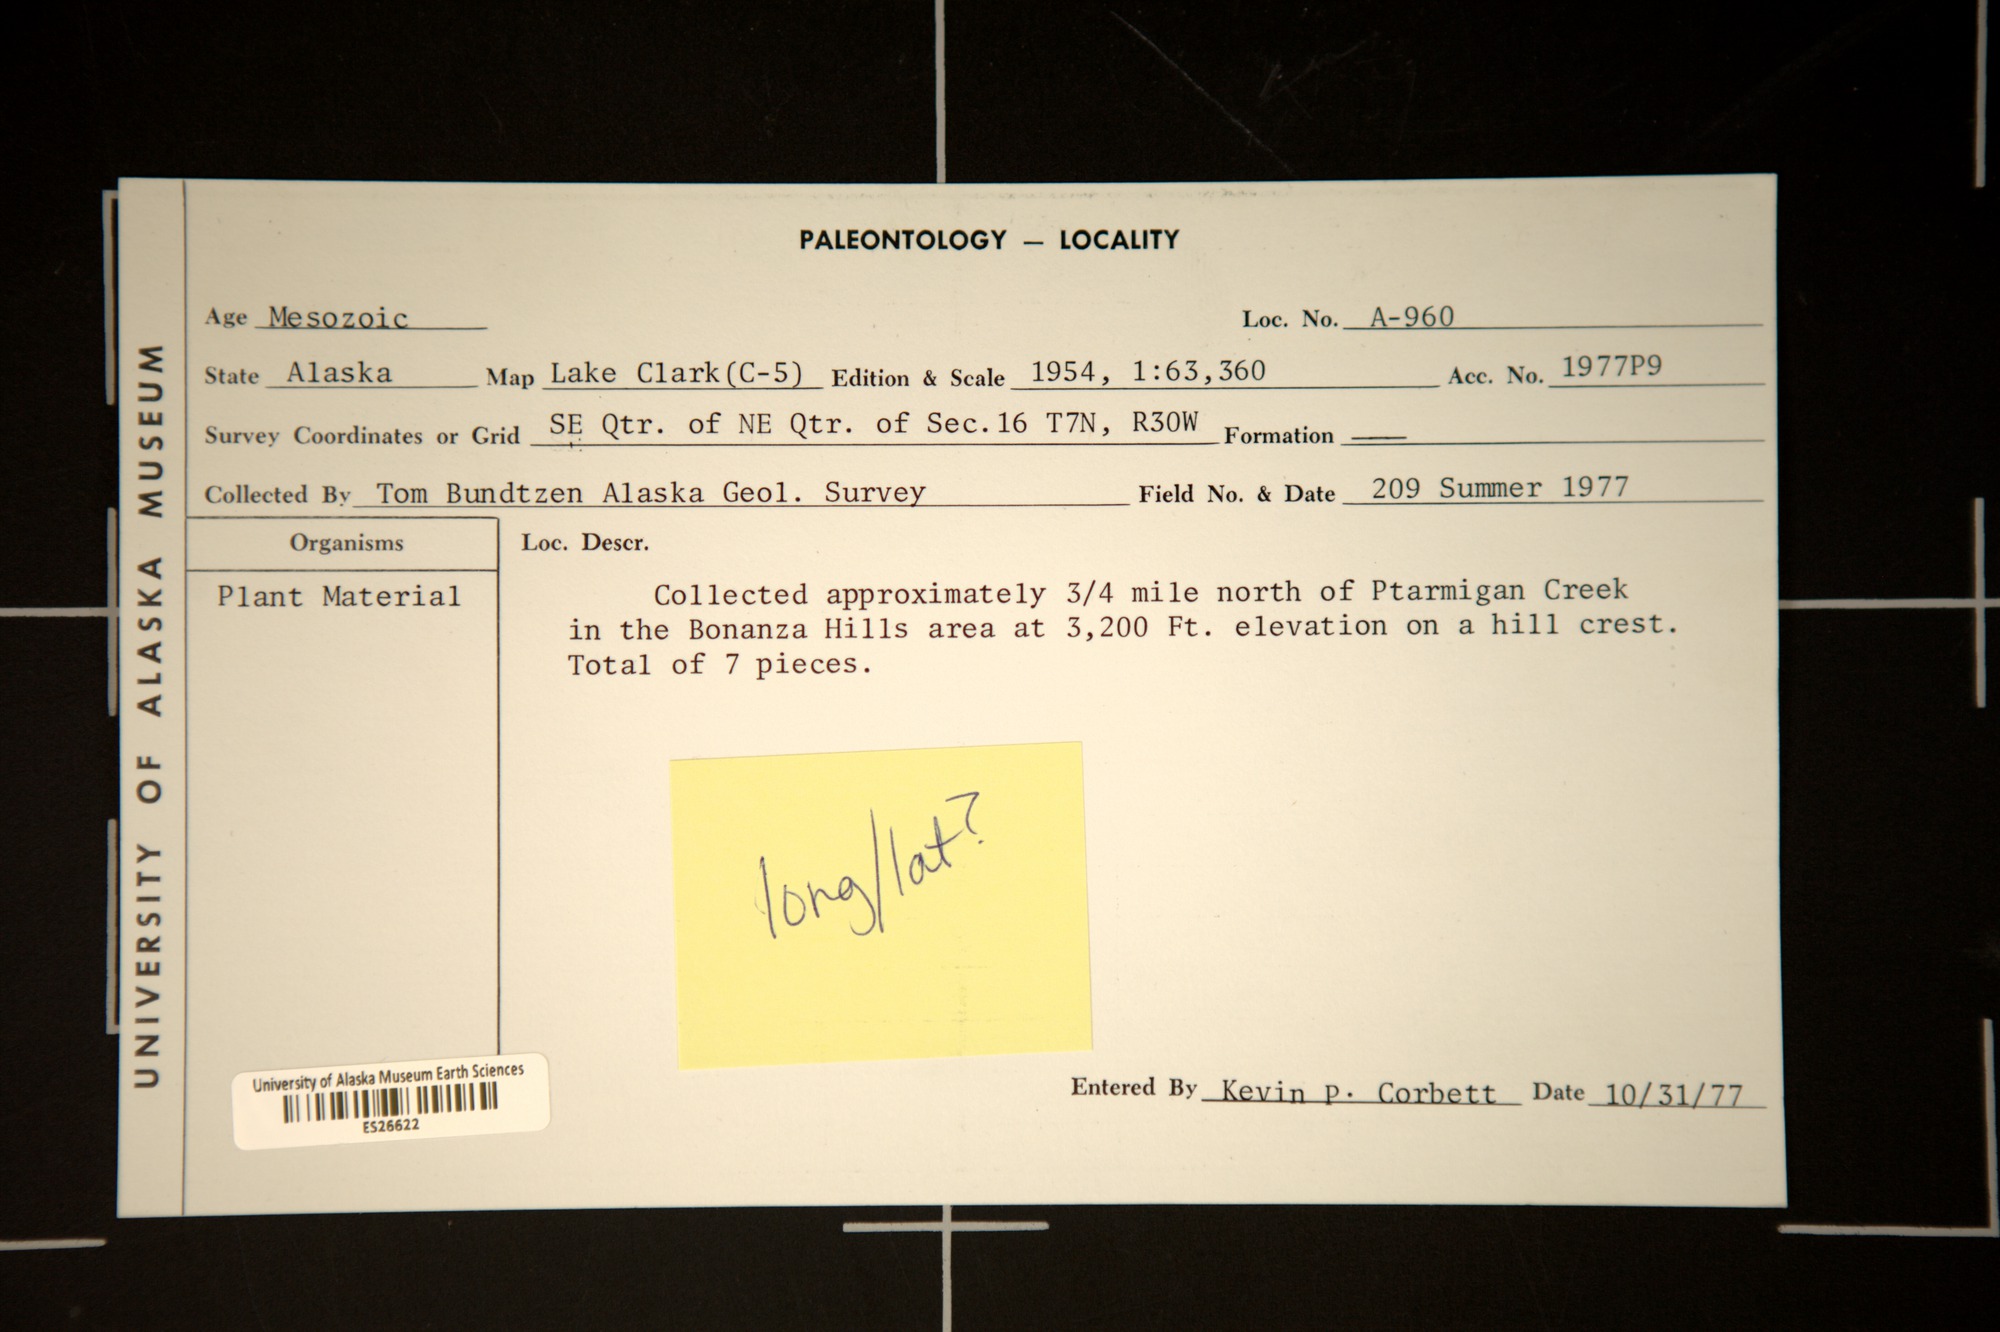 UNIVERSITY OF ALASKA MUSEUM
PALEONTOLOGY — LOCALITY
Age Mesozoic Loc. No. A-960
State Alaska Map Lake Clark(C-5) Edition & Scale 1954, 1:63,360 Acc. No. 1977P9
Survey Coordinates or Grid SE Qtr. of NE Qtr. of Sec.16 T7N, R30W Formation —
Collected By Tom Bundtzen Alaska Geol. Survey Field No. & Date 209 Summer 1977
Organisms
Plant Material
Loc. Descr.
Collected approximately 3/4 mile north of Ptarmigan Creek
in the Bonanza Hills area at 3,200 Ft. elevation on a hill crest.
Total of 7 pieces.
long/lat?
University of Alaska Museum Earth Sciences
ES26622
Entered By Kevin P. Corbett Date 10/31/77